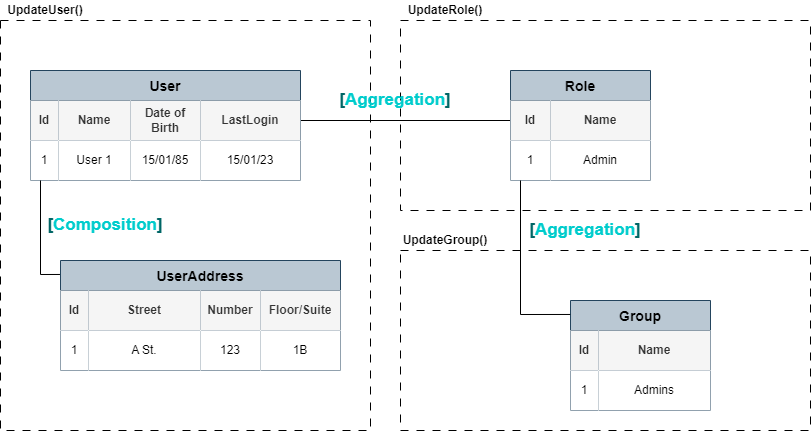 UpdateUser()
UpdateRole()
User
Id Name Date of Birth LastLogin
1 User 1 15/01/85 15/01/23
[Aggregation]
Role
Id Name
1 Admin
[Composition]
[Aggregation]
UpdateGroup()
UserAddress
Id Street Number Floor/Suite
1 A St. 123 1B
Group
Id Name
1 Admins